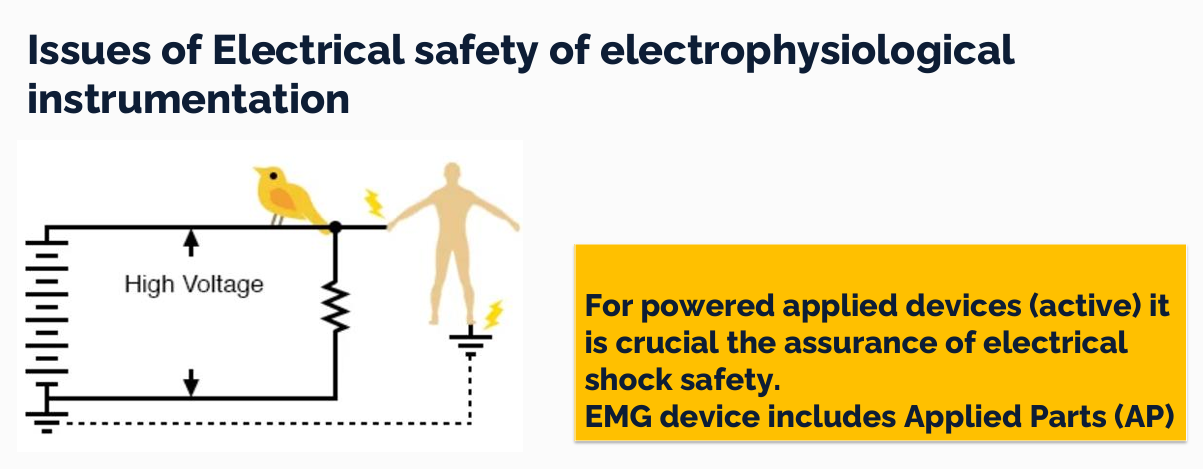 Issues of Electrical safety of electrophysiological
instrumentation
High Voltage
For powered applied devices (active) it
is crucial the assurance of electrical
shock safety.
EMG device includes Applied Parts (AP)